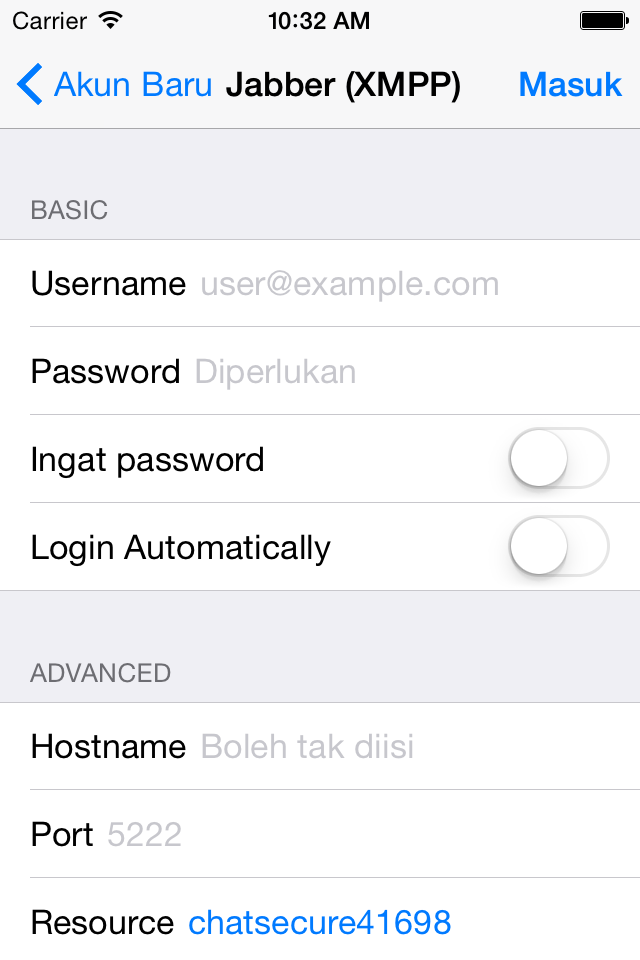 Carrier 10:32 AM
Akun Baru Jabber (XMPP) Masuk
BASIC
Username user@example.com
Password Diperlukan
Ingat password
Login Automatically
ADVANCED
Hostname Boleh tak diisi
Port 5222
Resource chatsecure41698